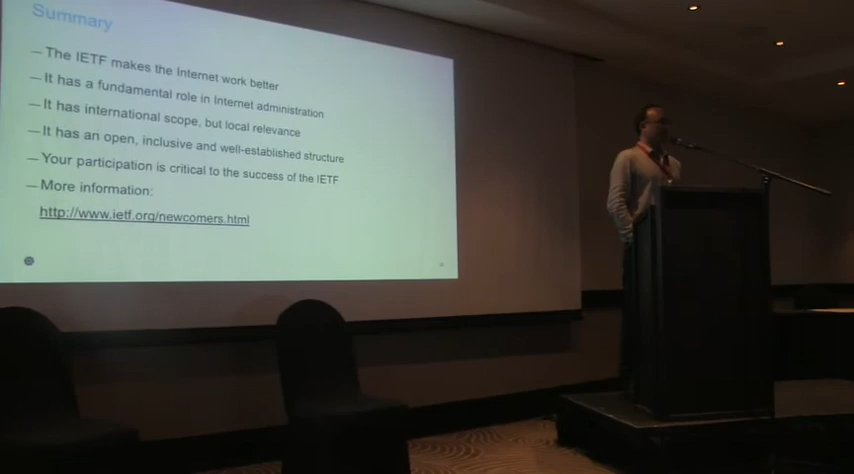 Summary
— The IETF makes the Internet work better
— It has a fundamental role in Internet administration
— It has international scope, but local relevance
— It has an open, inclusive and well-established structure
— Your participation is critical to the success of the IETF
— More information:
http://www.ietf.org/newcomers.html